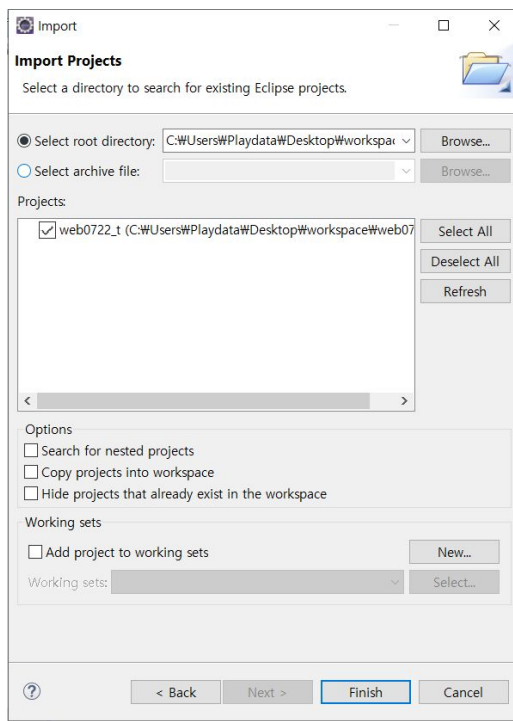 Import
Import Projects
Select a directory to search for existing Eclipse projects.
Select root directory: C:₩Users₩Playdata₩Desktop₩workspac Browse...
Select archive file: Browse...
Projects:
web0722_t (C:₩Users₩Playdata₩Desktop₩workspace₩web07
Select All
Deselect All
Refresh
Options
Search for nested projects
Copy projects into workspace
Hide projects that already exist in the workspace
Working sets
Add project to working sets New...
Working sets: Select...
? < Back Next > Finish Cancel